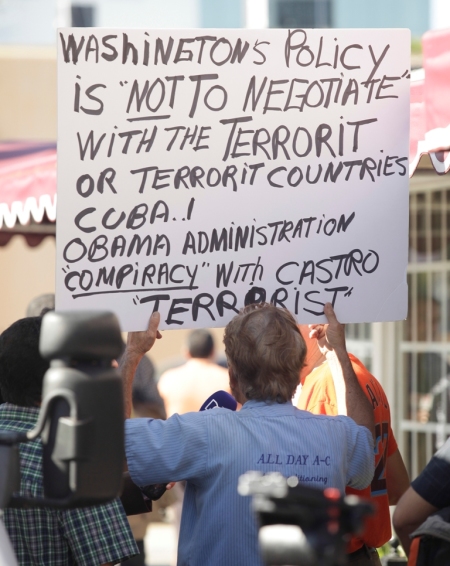 WASHINGTON'S POLICY
iS "NOT TO NEGOTIATE"
WITH THE TERRORIT
OR TERRORIT COUNTRIES
CUBA..!
OBAMA ADMINISTRATION
"COMPIRACY" WITH CASTRO
"TERRORIST"
ALL DAY A-C